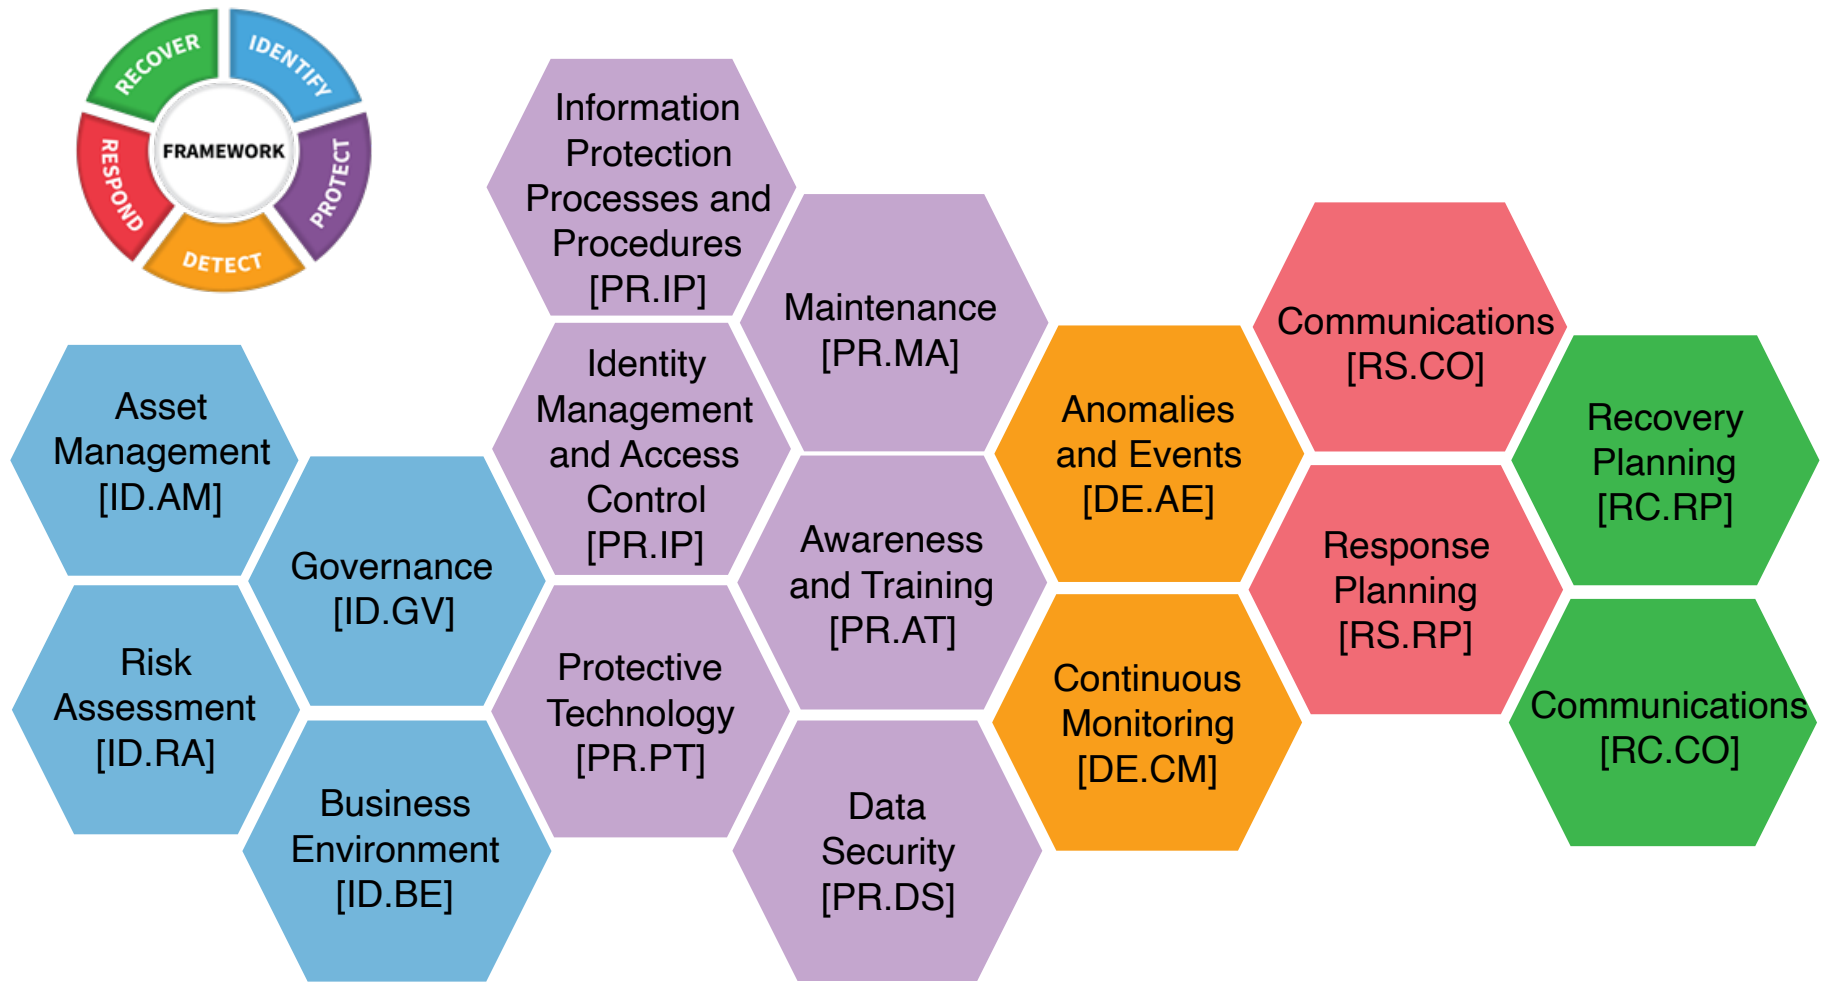 RECOVER
IDENTIFY
FRAMEWORK
RESPOND
PROTECT
DETECT
Information
Protection
Processes and
Procedures
[PR.IP]
Maintenance
[PR.MA]
Communications
[RS.CO]
Identity
Management
and Access
Control
[PR.IP]
Asset
Management
[ID.AM]
Anomalies
and Events
[DE.AE]
Recovery
Planning
[RC.RP]
Governance
[ID.GV]
Awareness
and Training
[PR.AT]
Response
Planning
[RS.RP]
Risk
Assessment
[ID.RA]
Protective
Technology
[PR.PT]
Continuous
Monitoring
[DE.CM]
Communications
[RC.CO]
Business
Environment
[ID.BE]
Data
Security
[PR.DS]